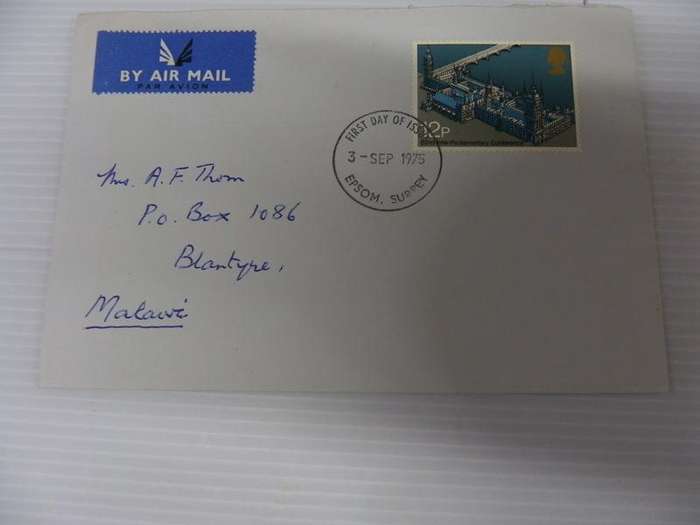 BY AIR MAIL
PAR AVION
12P
FIRST DAY OF ISSUE
3-SEP 1975
EPSOM, SURREY
Mrs. A. F. Thom
P.O. Box 1086
Blantyre,
Malawi